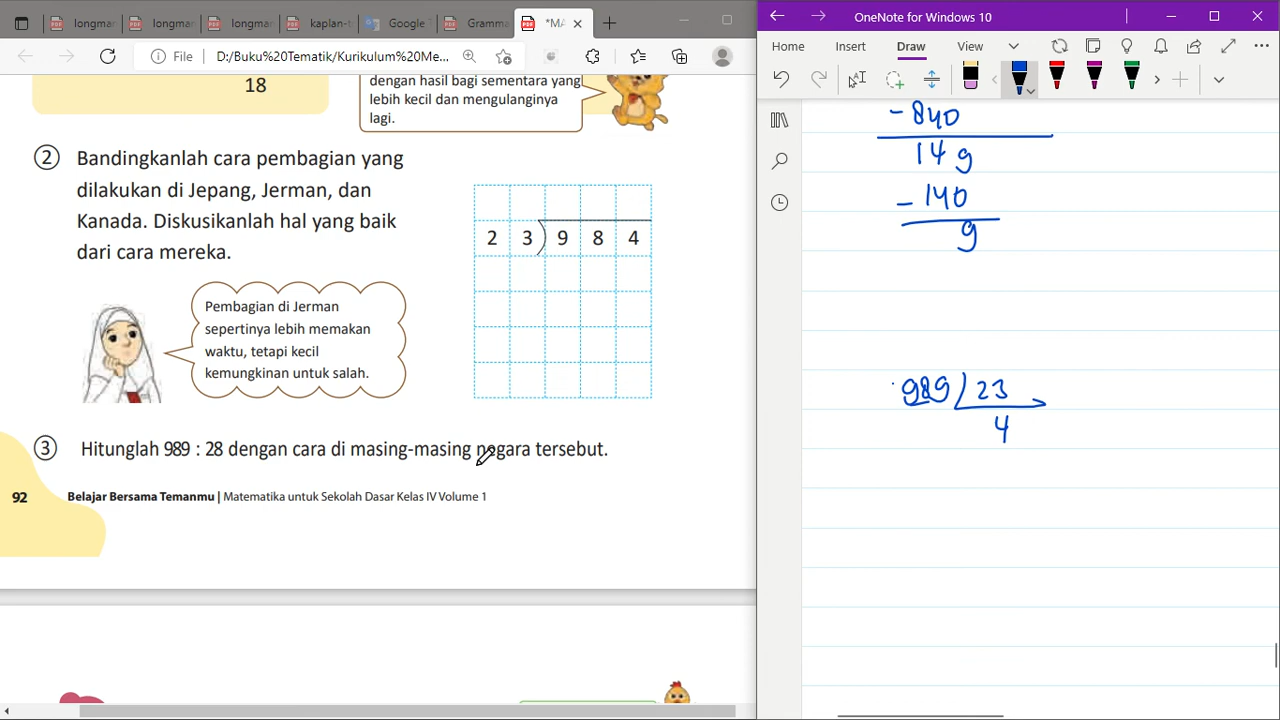 longma
longma
longma
kaplan-t
Google T
Gramma
*MA
File
D:/Buku%20Tematik/Kurikulum%20Me...
18
dengan hasil bagi sementara yang
lebih kecil dan mengulanginya
lagi.
2 Bandingkanlah cara pembagian yang
dilakukan di Jepang, Jerman, dan
Kanada. Diskusikanlah hal yang baik
dari cara mereka.
2 3 ) 9 8 4
Pembagian di Jerman
sepertinya lebih memakan
waktu, tetapi kecil
kemungkinan untuk salah.
3 Hitunglah 989 : 28 dengan cara di masing-masing negara tersebut.
92
Belajar Bersama Temanmu | Matematika untuk Sekolah Dasar Kelas IV Volume 1
OneNote for Windows 10
Home Insert Draw View
- 840
149
- 140
9
989 / 23
4